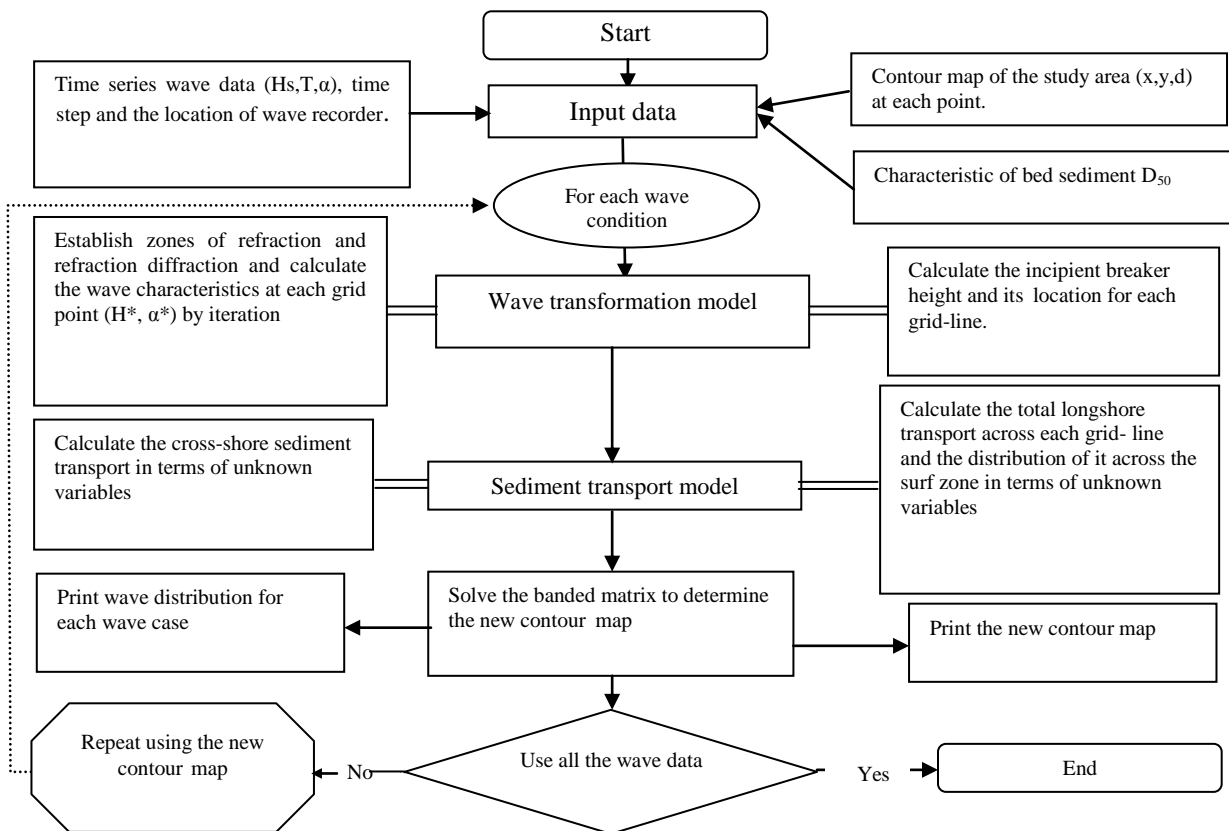 Start
Time series wave data (Hs,T,α), time
step and the location of wave recorder.
Input data
Contour map of the study area (x,y,d)
at each point.
Characteristic of bed sediment D₅₀
For each wave
condition
Establish zones of refraction and
refraction diffraction and calculate
the wave characteristics at each grid
point (H*, α*) by iteration
Wave transformation model
Calculate the incipient breaker
height and its location for each
grid-line.
Calculate the cross-shore sediment
transport in terms of unknown
variables
Sediment transport model
Calculate the total longshore
transport across each grid- line
and the distribution of it across the
surf zone in terms of unknown
variables
Print wave distribution for
each wave case
Solve the banded matrix to determine
the new contour map
Print the new contour map
Repeat using the new
contour map
No
Use all the wave data
Yes
End